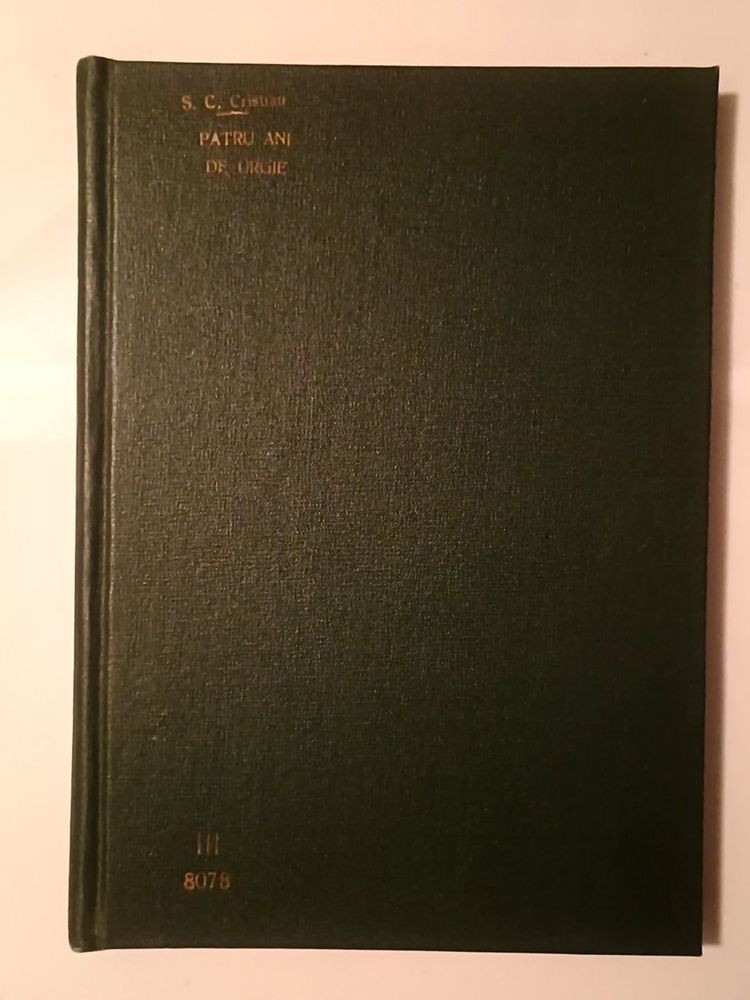 S. C. Cristian
PATRU ANI
DE URGIE
III
8078